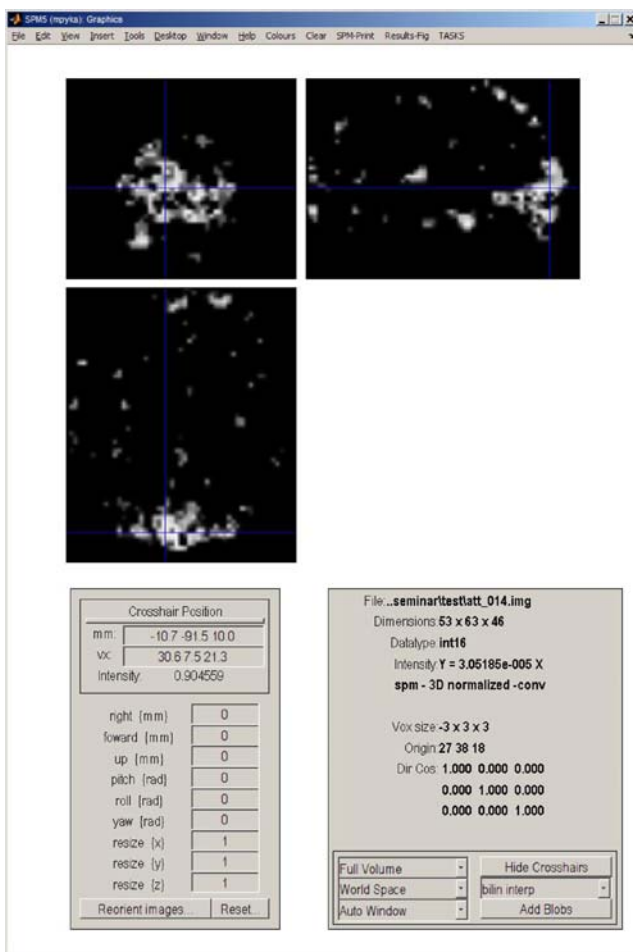 SPM5 (mpyka): Graphics
File Edit View Insert Tools Desktop Window Help Colours Clear SPM-Print Results-Fig TASKS
Crosshair Position
mm: -10.7 -91.5 10.0
vx: 30.6 7.5 21.3
Intensity: 0.904559
right {mm} 0
foward {mm} 0
up {mm} 0
pitch {rad} 0
roll {rad} 0
yaw {rad} 0
resize {x} 1
resize {y} 1
resize {z} 1
Reorient images... Reset...
File: ..seminar\test\att_014.img
Dimensions: 53 x 63 x 46
Datatype: int16
Intensity: Y = 3.05185e-005 X
spm - 3D normalized -conv
Vox size: -3 x 3 x 3
Origin: 27 38 18
Dir Cos: 1.000 0.000 0.000
0.000 1.000 0.000
0.000 0.000 1.000
Full Volume Hide Crosshairs
World Space bilin interp
Auto Window Add Blobs